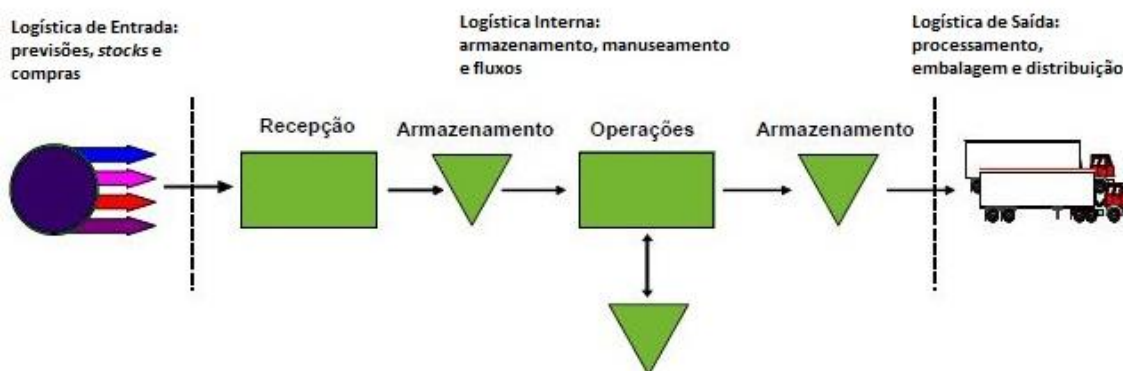 Logística de Entrada:
previsões, stocks e
compras
Logística Interna:
armazenamento, manuseamento
e fluxos
Logística de Saída:
processamento,
embalagem e distribuição
Recepção
Armazenamento
Operações
Armazenamento